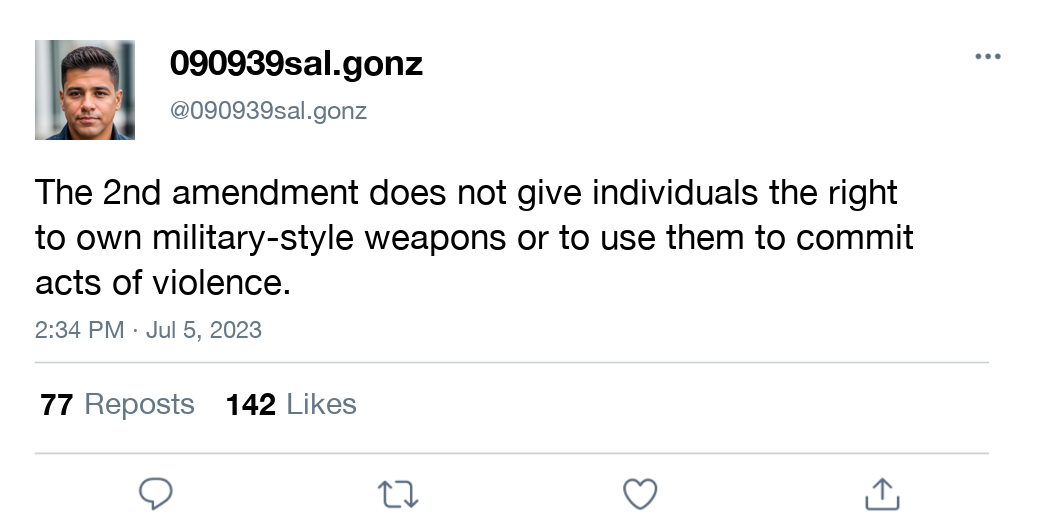 090939sal.gonz
@090939sal.gonz
The 2nd amendment does not give individuals the right
to own military-style weapons or to use them to commit
acts of violence.
2:34 PM · Jul 5, 2023
77 Reposts 142 Likes